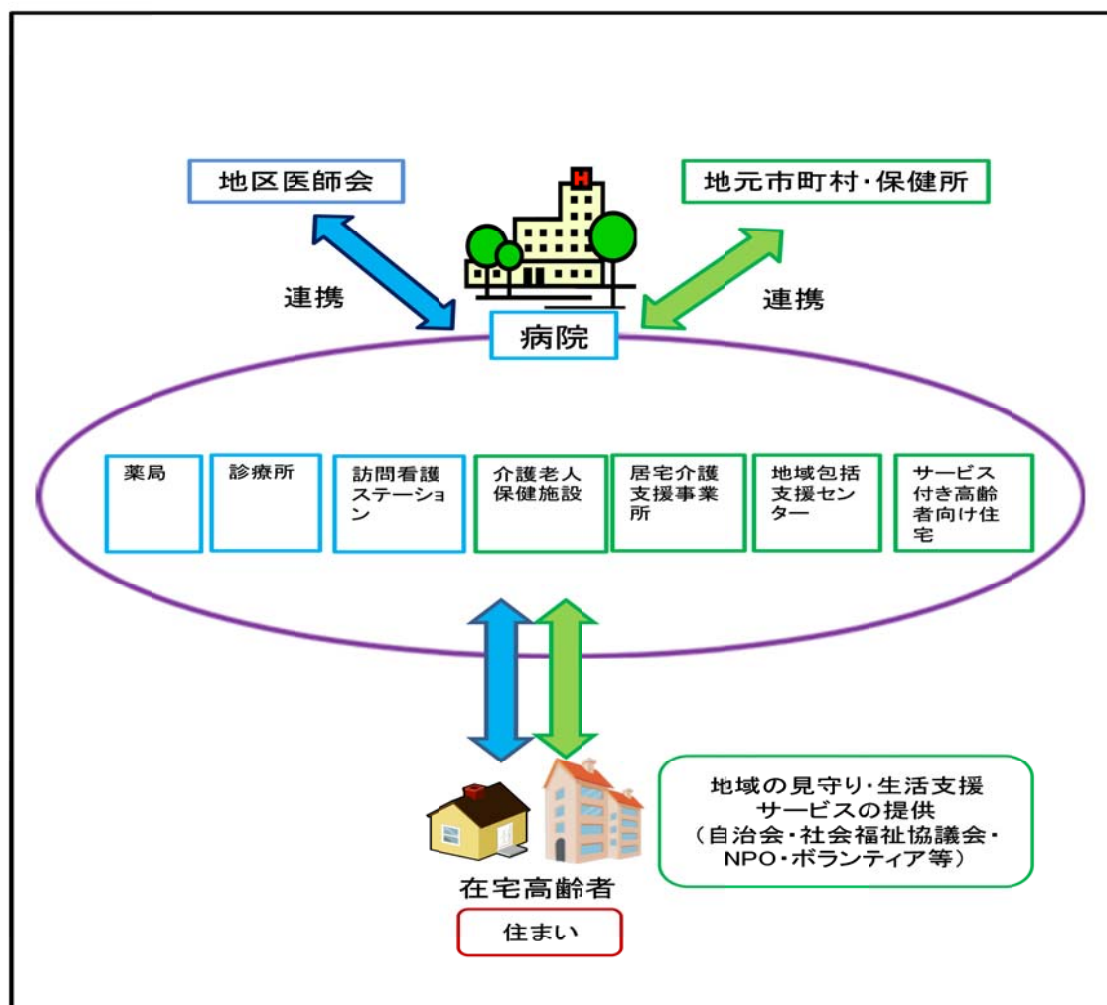 地区医師会
H
地元市町村・保健所
連携
連携
病院
薬局
診療所
訪問看護
ステーショ
ン
介護老人
保健施設
居宅介護
支援事業
所
地域包括
支援セン
ター
サービス
付き高齢
者向け住
宅
地域の見守り・生活支援
サービスの提供
（自治会・社会福祉協議会・
NPO・ボランティア等）
在宅高齢者
住まい